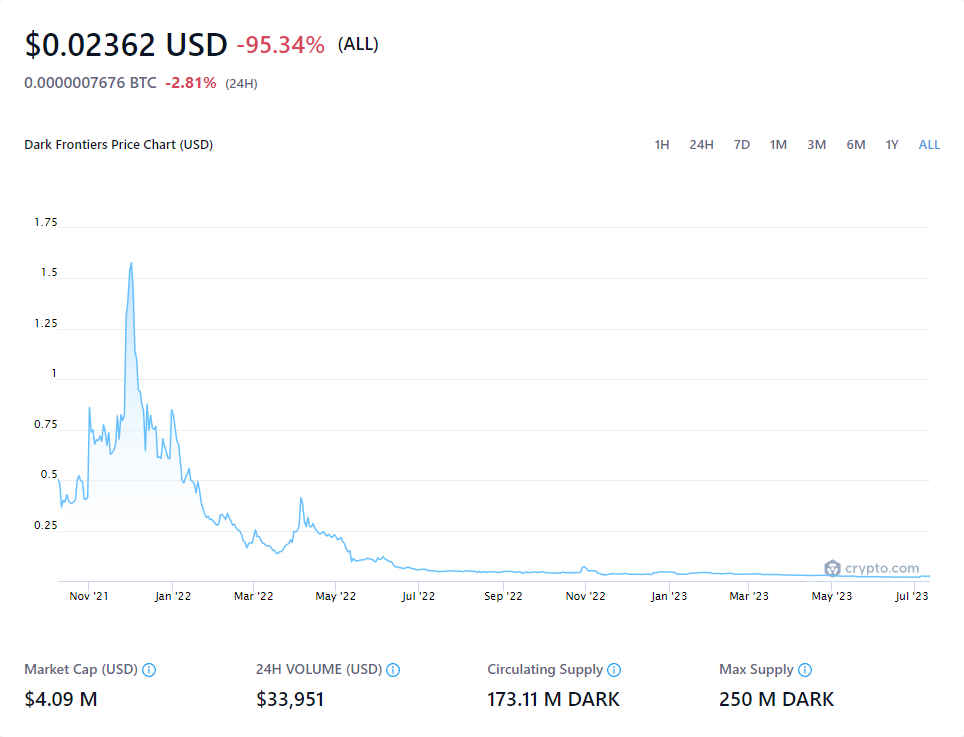 $0.02362 USD -95.34% (ALL)
0.0000007676 BTC -2.81% (24H)
Dark Frontiers Price Chart (USD) 1H 24H 7D 1M 3M 6M 1Y ALL
1.75
1.5
1.25
1
0.75
0.5
0.25
crypto.com
Nov '21 Jan '22 Mar '22 May '22 Jul '22 Sep '22 Nov '22 Jan '23 Mar '23 May '23 Jul '23
Market Cap (USD) 24H VOLUME (USD) Circulating Supply Max Supply
$4.09 M $33,951 173.11 M DARK 250 M DARK